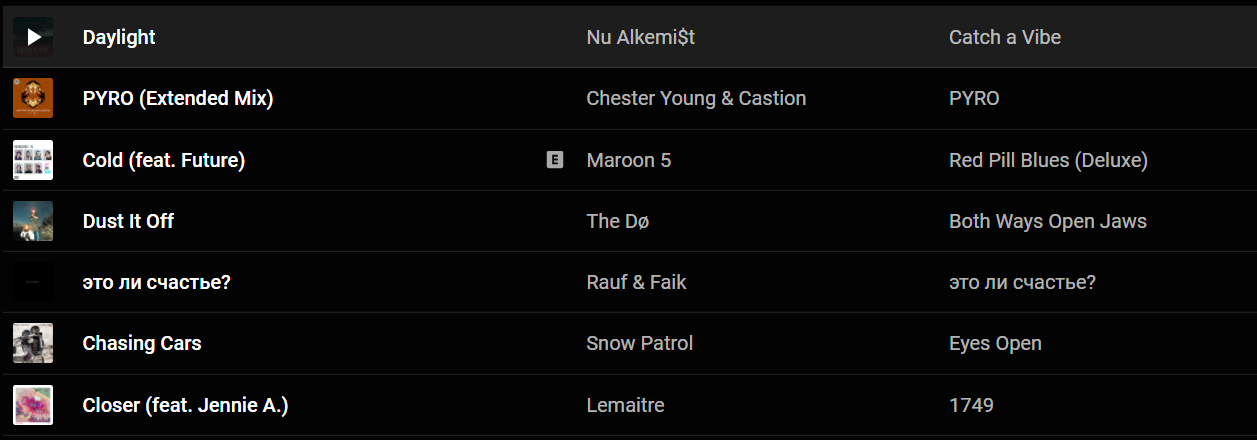 Daylight Nu Alkemi$t Catch a Vibe
PYRO (Extended Mix) Chester Young & Castion PYRO
Cold (feat. Future) E Maroon 5 Red Pill Blues (Deluxe)
Dust It Off The Dø Both Ways Open Jaws
это ли счастье? Rauf & Faik это ли счастье?
Chasing Cars Snow Patrol Eyes Open
Closer (feat. Jennie A.) Lemaitre 1749